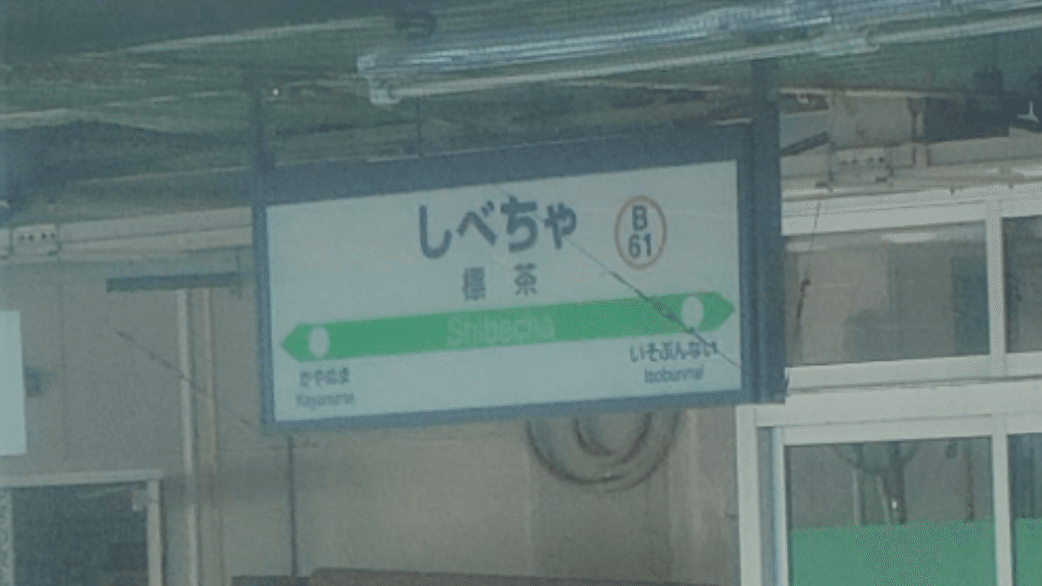 しべちゃ
B
61
標茶
Shibecha
かやぬま
Kayanuma
いそぶんない
Isobunnai